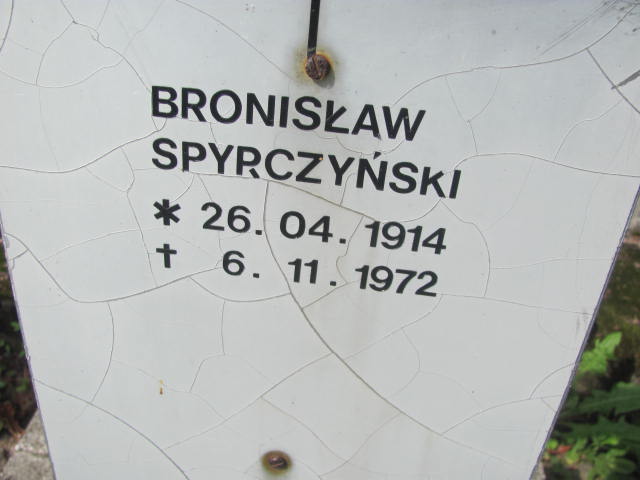 BRONISŁAW
SPYRCZYŃSKI
* 26. 04. 1914
† 6. 11. 1972